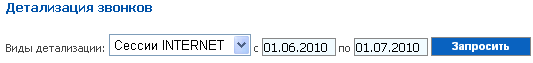 Детализация звонков
Виды детализации: Сессии INTERNET с 01.06.2010 по 01.07.2010 Запросить